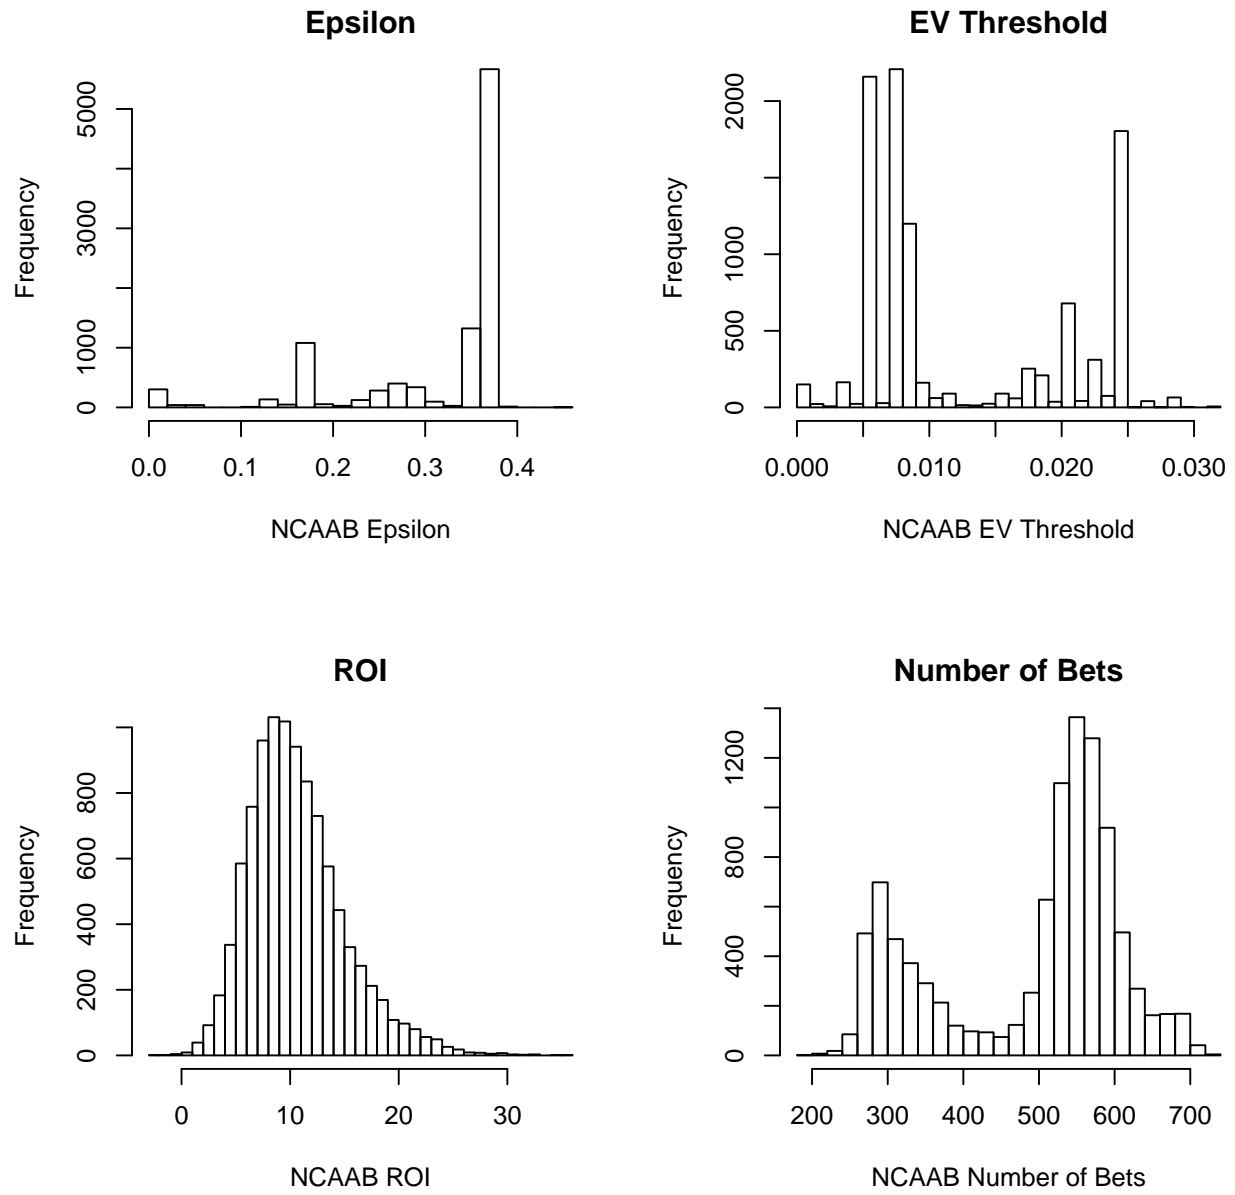 Epsilon
Frequency
0
1000
3000
5000
0.0 0.1 0.2 0.3 0.4
NCAAB Epsilon
EV Threshold
Frequency
0
500
1000
2000
0.000 0.010 0.020 0.030
NCAAB EV Threshold
ROI
Frequency
0
200
400
600
800
0 10 20 30
NCAAB ROI
Number of Bets
Frequency
0
400
800
1200
200 300 400 500 600 700
NCAAB Number of Bets